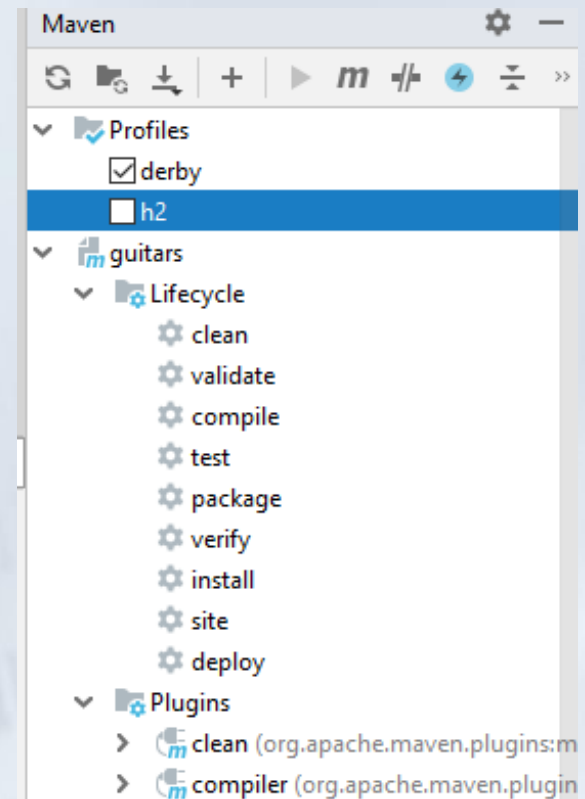 Maven
m
Profiles
derby
h2
guitars
Lifecycle
clean
validate
compile
test
package
verify
install
site
deploy
Plugins
clean (org.apache.maven.plugins:m
compiler (org.apache.maven.plugin